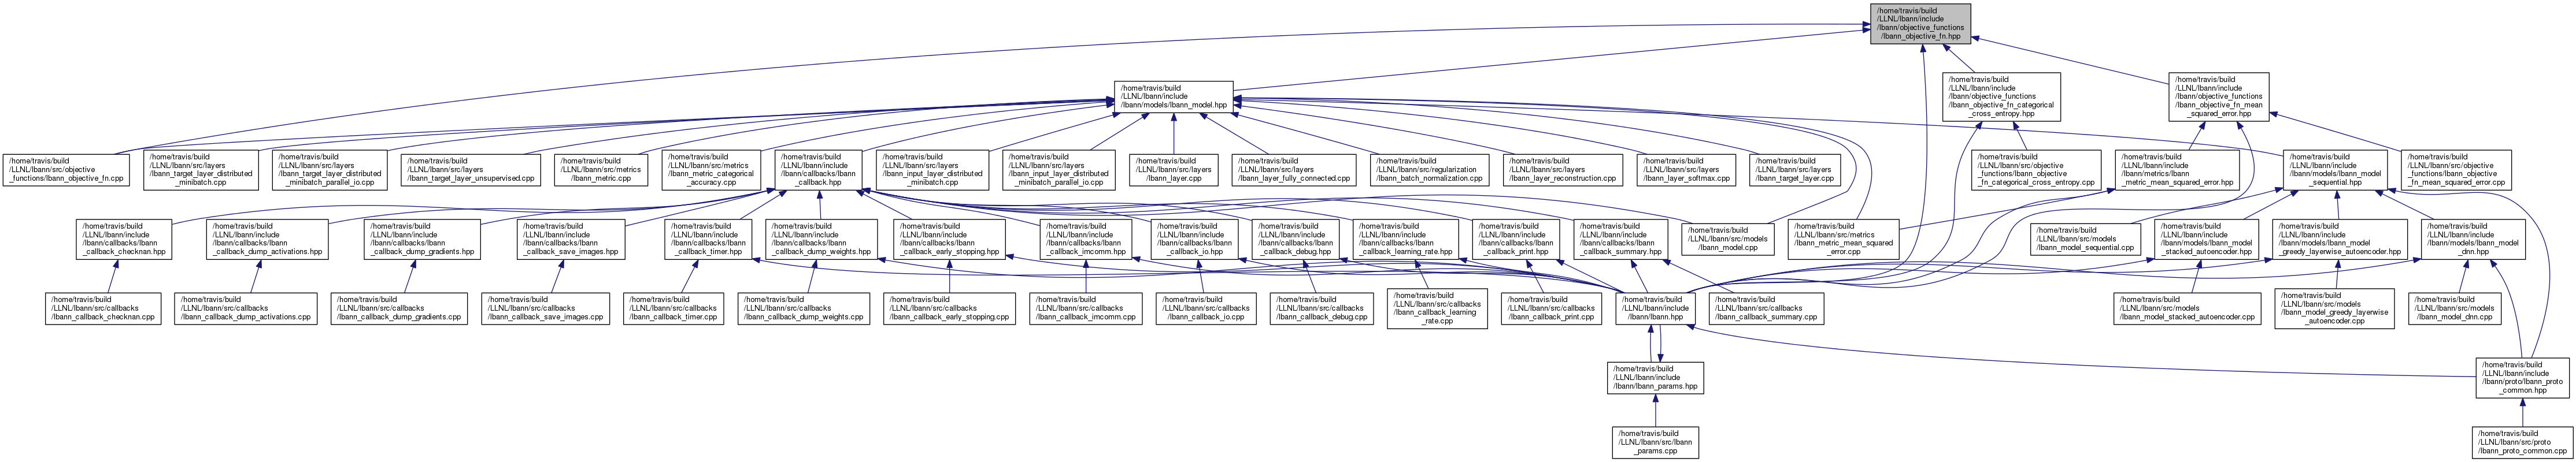 /home/travis/build
/LLNL/lbann/include
/lbann/objective_functions
/lbann_objective_fn.hpp
/home/travis/build
/LLNL/lbann/include
/lbann/models/lbann_model.hpp
/home/travis/build
/LLNL/lbann/include
/lbann/objective_functions
/lbann_objective_fn_categorical
_cross_entropy.hpp
/home/travis/build
/LLNL/lbann/include
/lbann/objective_functions
/lbann_objective_fn_mean
_squared_error.hpp
/home/travis/build
/LLNL/lbann/src/objective
_functions/lbann_objective_fn.cpp
/home/travis/build
/LLNL/lbann/src/layers
/lbann_target_layer_distributed
_minibatch.cpp
/home/travis/build
/LLNL/lbann/src/layers
/lbann_target_layer_distributed
_minibatch_parallel_io.cpp
/home/travis/build
/LLNL/lbann/src/layers
/lbann_target_layer_unsupervised.cpp
/home/travis/build
/LLNL/lbann/src/metrics
/lbann_metric.cpp
/home/travis/build
/LLNL/lbann/src/metrics
/lbann_metric_categorical
_accuracy.cpp
/home/travis/build
/LLNL/lbann/include
/lbann/callbacks/lbann
_callback.hpp
/home/travis/build
/LLNL/lbann/src/layers
/lbann_input_layer_distributed
_minibatch.cpp
/home/travis/build
/LLNL/lbann/src/layers
/lbann_input_layer_distributed
_minibatch_parallel_io.cpp
/home/travis/build
/LLNL/lbann/src/layers
/lbann_layer.cpp
/home/travis/build
/LLNL/lbann/src/layers
/lbann_layer_fully_connected.cpp
/home/travis/build
/LLNL/lbann/src/regularization
/lbann_batch_normalization.cpp
/home/travis/build
/LLNL/lbann/src/layers
/lbann_layer_reconstruction.cpp
/home/travis/build
/LLNL/lbann/src/layers
/lbann_layer_softmax.cpp
/home/travis/build
/LLNL/lbann/src/layers
/lbann_target_layer.cpp
/home/travis/build
/LLNL/lbann/src/objective
_functions/lbann_objective
_fn_categorical_cross_entropy.cpp
/home/travis/build
/LLNL/lbann/include
/lbann/metrics/lbann
_metric_mean_squared_error.hpp
/home/travis/build
/LLNL/lbann/include
/lbann/models/lbann_model
_sequential.hpp
/home/travis/build
/LLNL/lbann/src/objective
_functions/lbann_objective
_fn_mean_squared_error.cpp
/home/travis/build
/LLNL/lbann/include
/lbann/callbacks/lbann
_callback_checknan.hpp
/home/travis/build
/LLNL/lbann/include
/lbann/callbacks/lbann
_callback_dump_activations.hpp
/home/travis/build
/LLNL/lbann/include
/lbann/callbacks/lbann
_callback_dump_gradients.hpp
/home/travis/build
/LLNL/lbann/include
/lbann/callbacks/lbann
_callback_save_images.hpp
/home/travis/build
/LLNL/lbann/include
/lbann/callbacks/lbann
_callback_timer.hpp
/home/travis/build
/LLNL/lbann/include
/lbann/callbacks/lbann
_callback_dump_weights.hpp
/home/travis/build
/LLNL/lbann/include
/lbann/callbacks/lbann
_callback_early_stopping.hpp
/home/travis/build
/LLNL/lbann/include
/lbann/callbacks/lbann
_callback_imcomm.hpp
/home/travis/build
/LLNL/lbann/include
/lbann/callbacks/lbann
_callback_io.hpp
/home/travis/build
/LLNL/lbann/include
/lbann/callbacks/lbann
_callback_debug.hpp
/home/travis/build
/LLNL/lbann/include
/lbann/callbacks/lbann
_callback_learning_rate.hpp
/home/travis/build
/LLNL/lbann/include
/lbann/callbacks/lbann
_callback_print.hpp
/home/travis/build
/LLNL/lbann/include
/lbann/callbacks/lbann
_callback_summary.hpp
/home/travis/build
/LLNL/lbann/src/models
/lbann_model.cpp
/home/travis/build
/LLNL/lbann/src/metrics
/lbann_metric_mean_squared
_error.cpp
/home/travis/build
/LLNL/lbann/src/models
/lbann_model_sequential.cpp
/home/travis/build
/LLNL/lbann/include
/lbann/models/lbann_model
_stacked_autoencoder.hpp
/home/travis/build
/LLNL/lbann/include
/lbann/models/lbann_model
_greedy_layerwise_autoencoder.hpp
/home/travis/build
/LLNL/lbann/include
/lbann/models/lbann_model
_dnn.hpp
/home/travis/build
/LLNL/lbann/src/callbacks
/lbann_callback_checknan.cpp
/home/travis/build
/LLNL/lbann/src/callbacks
/lbann_callback_dump_activations.cpp
/home/travis/build
/LLNL/lbann/src/callbacks
/lbann_callback_dump_gradients.cpp
/home/travis/build
/LLNL/lbann/src/callbacks
/lbann_callback_save_images.cpp
/home/travis/build
/LLNL/lbann/src/callbacks
/lbann_callback_timer.cpp
/home/travis/build
/LLNL/lbann/src/callbacks
/lbann_callback_dump_weights.cpp
/home/travis/build
/LLNL/lbann/src/callbacks
/lbann_callback_early_stopping.cpp
/home/travis/build
/LLNL/lbann/src/callbacks
/lbann_callback_imcomm.cpp
/home/travis/build
/LLNL/lbann/src/callbacks
/lbann_callback_io.cpp
/home/travis/build
/LLNL/lbann/src/callbacks
/lbann_callback_debug.cpp
/home/travis/build
/LLNL/lbann/src/callbacks
/lbann_callback_learning
_rate.cpp
/home/travis/build
/LLNL/lbann/src/callbacks
/lbann_callback_print.cpp
/home/travis/build
/LLNL/lbann/include
/lbann/lbann.hpp
/home/travis/build
/LLNL/lbann/src/callbacks
/lbann_callback_summary.cpp
/home/travis/build
/LLNL/lbann/src/models
/lbann_model_stacked_autoencoder.cpp
/home/travis/build
/LLNL/lbann/src/models
/lbann_model_greedy_layerwise
_autoencoder.cpp
/home/travis/build
/LLNL/lbann/src/models
/lbann_model_dnn.cpp
/home/travis/build
/LLNL/lbann/include
/lbann/lbann_params.hpp
/home/travis/build
/LLNL/lbann/include
/lbann/proto/lbann_proto
_common.hpp
/home/travis/build
/LLNL/lbann/src/lbann
_params.cpp
/home/travis/build
/LLNL/lbann/src/proto
/lbann_proto_common.cpp